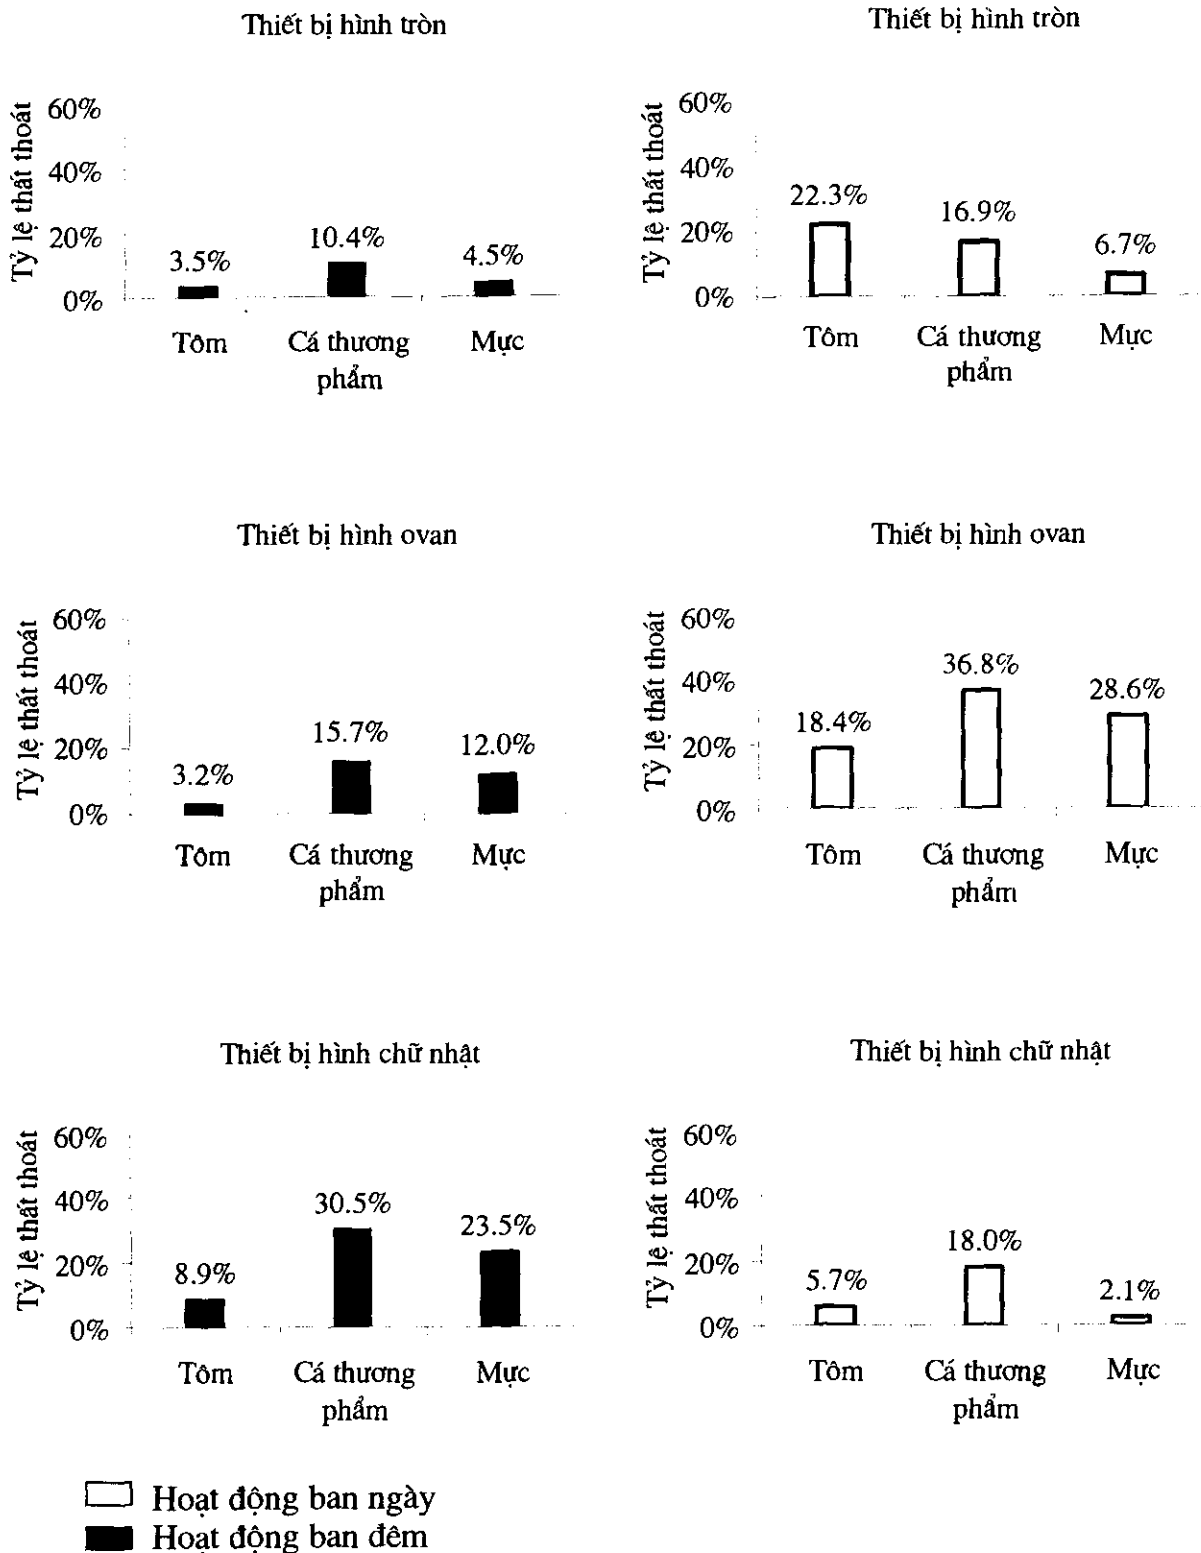 Thiết bị hình tròn
Tỷ lệ thất thoát
60%
40%
20%
0%
3.5%
10.4%
4.5%
Tôm
Cá thương
phẩm
Mực
Thiết bị hình tròn
Tỷ lệ thất thoát
60%
40%
20%
0%
22.3%
16.9%
6.7%
Tôm
Cá thương
phẩm
Mực
Thiết bị hình ovan
Tỷ lệ thất thoát
60%
40%
20%
0%
3.2%
15.7%
12.0%
Tôm
Cá thương
phẩm
Mực
Thiết bị hình ovan
Tỷ lệ thất thoát
60%
40%
20%
0%
18.4%
36.8%
28.6%
Tôm
Cá thương
phẩm
Mực
Thiết bị hình chữ nhật
Tỷ lệ thất thoát
60%
40%
20%
0%
8.9%
30.5%
23.5%
Tôm
Cá thương
phẩm
Mực
Thiết bị hình chữ nhật
Tỷ lệ thất thoát
60%
40%
20%
0%
5.7%
18.0%
2.1%
Tôm
Cá thương
phẩm
Mực
Hoạt động ban ngày
Hoạt động ban đêm